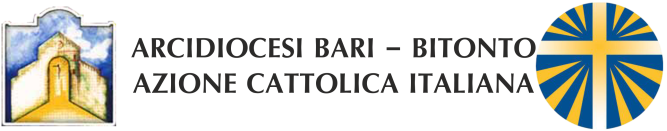 ARCIDIOCESI BARI – BITONTO
AZIONE CATTOLICA ITALIANA